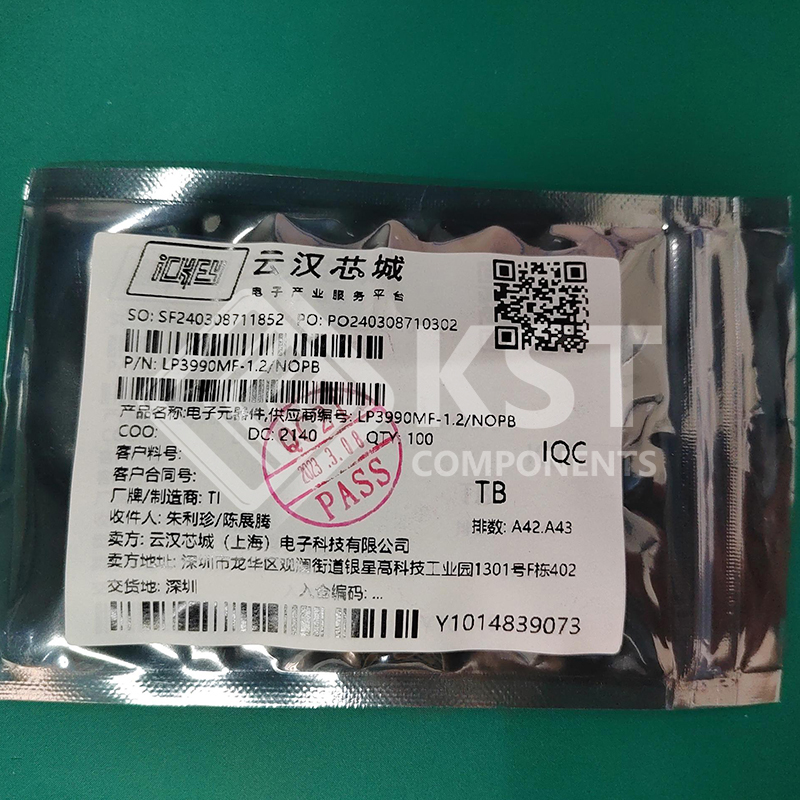 iCKEY 云汉芯城
电子产业服务平台
SO: SF240308711852 PO: PO240308710302
P/N: LP3990MF-1.2/NOPB
产品名称:电子元器件,供应商编号: LP3990MF-1.2/NOPB
COO: DC: 2140 QTY: 100
客户料号:
IQC
客户合同号:
TB
厂牌/制造商: TI
收件人: 朱利珍/陈展腾
排数: A42.A43
卖方: 云汉芯城（上海）电子科技有限公司
卖方地址: 深圳市龙华区观澜街道银星高科技工业园1301号F栋402
交货地: 深圳 入仓编码: ...
Y1014839073
QC
2023.3.08
PASS
KST
COMPONENTS